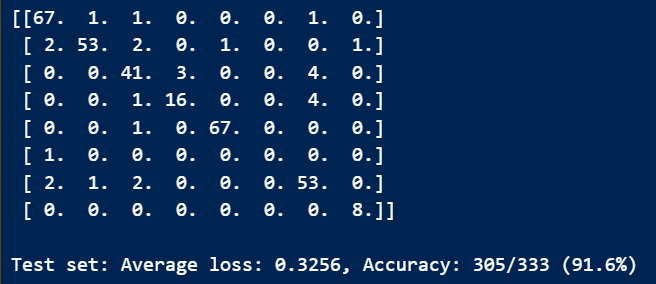 [[67. 1. 1. 0. 0. 0. 1. 0.]
[ 2. 53. 2. 0. 1. 0. 0. 1.]
[ 0. 0. 41. 3. 0. 0. 4. 0.]
[ 0. 0. 1. 16. 0. 0. 4. 0.]
[ 0. 0. 1. 0. 67. 0. 0. 0.]
[ 1. 0. 0. 0. 0. 0. 0. 0.]
[ 2. 1. 2. 0. 0. 0. 53. 0.]
[ 0. 0. 0. 0. 0. 0. 0. 8.]]
Test set: Average loss: 0.3256, Accuracy: 305/333 (91.6%)